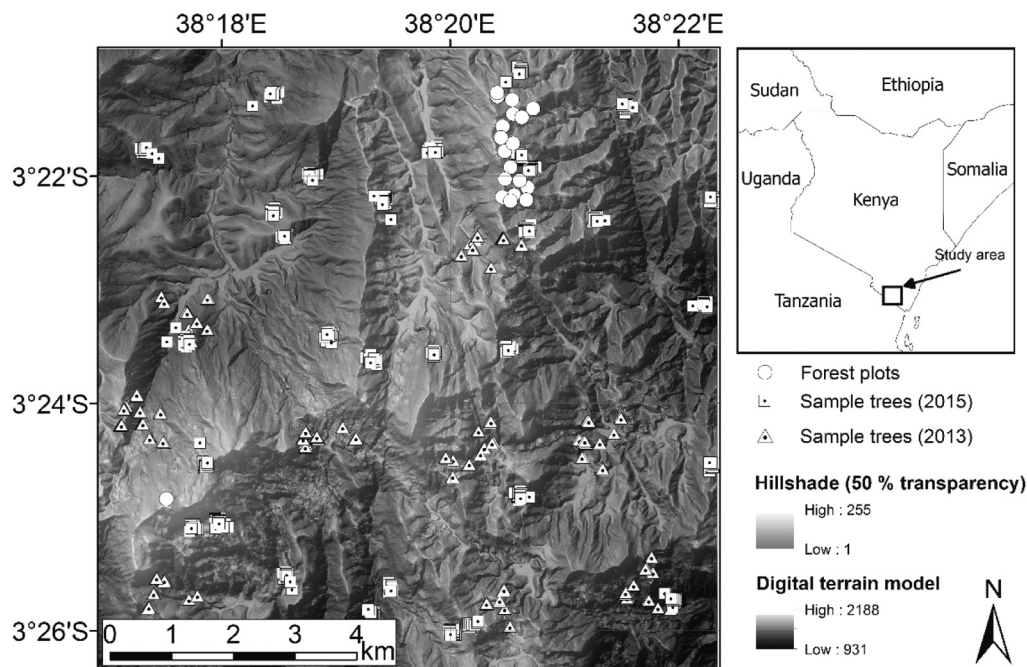 38°18'E
38°20'E
38°22'E
3°22'S
3°24'S
3°26'S
0 1 2 3 4
km
Sudan
Ethiopia
Uganda
Kenya
Somalia
Study area
Tanzania
Forest plots
Sample trees (2015)
Sample trees (2013)
Hillshade (50 % transparency)
High : 255
Low : 1
Digital terrain model
High : 2188
Low : 931
N